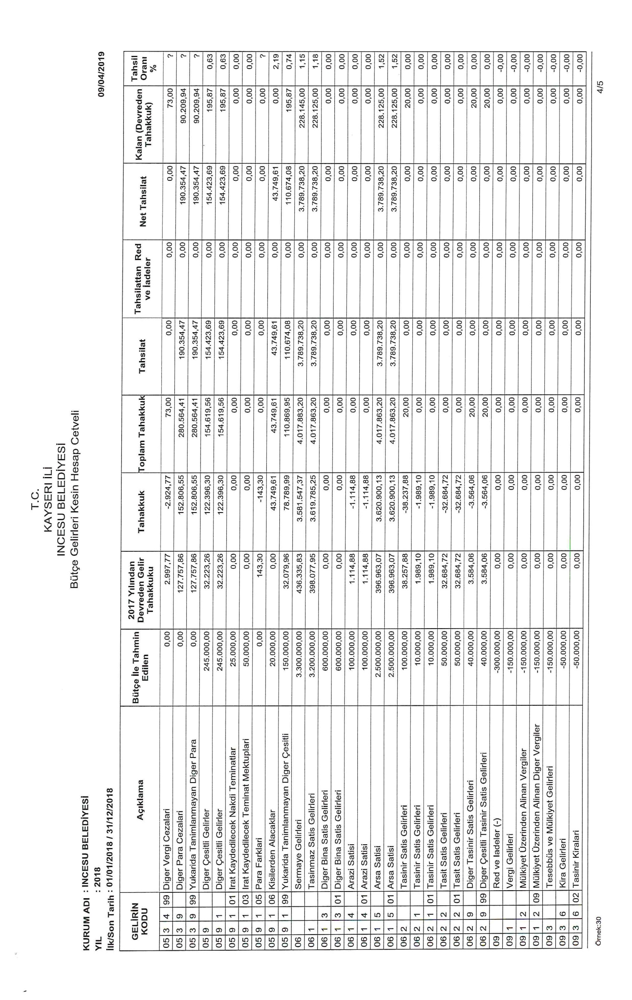 T.C.
KAYSERI İLİ
INCESU BELEDİYESİ
Bütçe Gelirleri Kesin Hesap Cetveli
KURUM ADI : INCESU BELEDİYESİ
YIL : 2018 09/04/2019
Ilk/Son Tarih : 01/01/2018 / 31/12/2018
GELİRİN KODU Açıklama Bütçe İle Tahmin Edilen 2017 Yılından Devreden Gelir Tahakkuku Tahakkuk Toplam Tahakkuk Tahsilat Tahsilattan Red ve İadeler Net Tahsilat Kalan (Devreden Tahakkuk) Tahsil Oranı %
05 3 4 99 Diger Vergi Cezalari 0,00 2.997,77 -2.924,77 73,00 0,00 0,00 0,00 73,00 ?
05 3 9 Diger Para Cezalari 0,00 127.757,86 152.806,55 280.564,41 190.354,47 0,00 190.354,47 90.209,94 ?
05 3 9 99 Yukarida Tanimlanmayan Diger Para 0,00 127.757,86 152.806,55 280.564,41 190.354,47 0,00 190.354,47 90.209,94 ?
05 9 Diger Çesitli Gelirler 245.000,00 32.223,26 122.396,30 154.619,56 154.423,69 0,00 154.423,69 195,87 0,63
05 9 1 Diger Çesitli Gelirler 245.000,00 32.223,26 122.396,30 154.619,56 154.423,69 0,00 154.423,69 195,87 0,63
05 9 1 01 Irat Kaydedilecek Nakdi Teminatlar 25.000,00 0,00 0,00 0,00 0,00 0,00 0,00 0,00 0,00
05 9 1 03 Irat Kaydedilecek Teminat Mektuplari 50.000,00 0,00 0,00 0,00 0,00 0,00 0,00 0,00 0,00
05 9 1 05 Para Farklari 0,00 143,30 -143,30 0,00 0,00 0,00 0,00 0,00 ?
05 9 1 06 Kisilerden Alacaklar 20.000,00 0,00 43.749,61 43.749,61 43.749,61 0,00 43.749,61 0,00 2,19
05 9 1 99 Yukarida Tanimlanmayan Diger Çesitli 150.000,00 32.079,96 78.789,99 110.869,95 110.674,08 0,00 110.674,08 195,87 0,74
06 Sermaye Gelirleri 3.300.000,00 436.335,83 3.581.547,37 4.017.883,20 3.789.738,20 0,00 3.789.738,20 228.145,00 1,15
06 1 Tasinmaz Satis Gelirleri 3.200.000,00 398.077,95 3.619.785,25 4.017.863,20 3.789.738,20 0,00 3.789.738,20 228.125,00 1,18
06 1 3 Diger Bina Satis Gelirleri 600.000,00 0,00 0,00 0,00 0,00 0,00 0,00 0,00 0,00
06 1 3 01 Diger Bina Satis Gelirleri 600.000,00 0,00 0,00 0,00 0,00 0,00 0,00 0,00 0,00
06 1 4 Arazi Satisi 100.000,00 1.114,88 -1.114,88 0,00 0,00 0,00 0,00 0,00 0,00
06 1 4 01 Arazi Satisi 100.000,00 1.114,88 -1.114,88 0,00 0,00 0,00 0,00 0,00 0,00
06 1 5 Arsa Satisi 2.500.000,00 396.963,07 3.620.900,13 4.017.863,20 3.789.738,20 0,00 3.789.738,20 228.125,00 1,52
06 1 5 01 Arsa Satisi 2.500.000,00 396.963,07 3.620.900,13 4.017.863,20 3.789.738,20 0,00 3.789.738,20 228.125,00 1,52
06 2 Tasinir Satis Gelirleri 100.000,00 38.257,88 -38.237,88 20,00 0,00 0,00 0,00 20,00 0,00
06 2 1 Tasinir Satis Gelirleri 10.000,00 1.989,10 -1.989,10 0,00 0,00 0,00 0,00 0,00 0,00
06 2 1 01 Tasinir Satis Gelirleri 10.000,00 1.989,10 -1.989,10 0,00 0,00 0,00 0,00 0,00 0,00
06 2 2 Tasit Satis Gelirleri 50.000,00 32.684,72 -32.684,72 0,00 0,00 0,00 0,00 0,00 0,00
06 2 2 01 Tasit Satis Gelirleri 50.000,00 32.684,72 -32.684,72 0,00 0,00 0,00 0,00 0,00 0,00
06 2 9 Diger Tasinir Satis Gelirleri 40.000,00 3.584,06 -3.564,06 20,00 0,00 0,00 0,00 20,00 0,00
06 2 9 99 Diger Çesitli Tasinir Satis Gelirleri 40.000,00 3.584,06 -3.564,06 20,00 0,00 0,00 0,00 20,00 0,00
09 Red ve Iadeler (-) -300.000,00 0,00 0,00 0,00 0,00 0,00 0,00 0,00 -0,00
09 1 Vergi Gelirleri -150.000,00 0,00 0,00 0,00 0,00 0,00 0,00 0,00 -0,00
09 1 2 Mülkiyet Üzerinden Alinan Vergiler -150.000,00 0,00 0,00 0,00 0,00 0,00 0,00 0,00 -0,00
09 1 2 09 Mülkiyet Üzerinden Alinan Diger Vergiler -150.000,00 0,00 0,00 0,00 0,00 0,00 0,00 0,00 -0,00
09 3 Tesebbüs ve Mülkiyet Gelirleri -150.000,00 0,00 0,00 0,00 0,00 0,00 0,00 0,00 -0,00
09 3 6 Kira Gelirleri -50.000,00 0,00 0,00 0,00 0,00 0,00 0,00 0,00 -0,00
09 3 6 02 Tasinir Kiralari -50.000,00 0,00 0,00 0,00 0,00 0,00 0,00 0,00 -0,00
Örnek:30 4/5